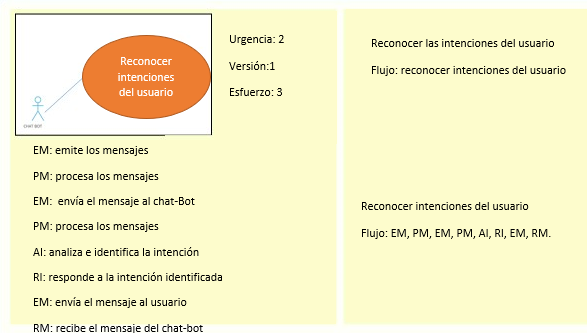 Reconocer
intenciones
del usuario
CHAT BOT
Urgencia: 2
Versión:1
Esfuerzo: 3
EM: emite los mensajes
PM: procesa los mensajes
EM: envía el mensaje al chat-Bot
PM: procesa los mensajes
AI: analiza e identifica la intención
RI: responde a la intención identificada
EM: envía el mensaje al usuario
RM: recibe el mensaje del chat-bot
Reconocer las intenciones del usuario
Flujo: reconocer intenciones del usuario
Reconocer intenciones del usuario
Flujo: EM, PM, EM, PM, AI, RI, EM, RM.